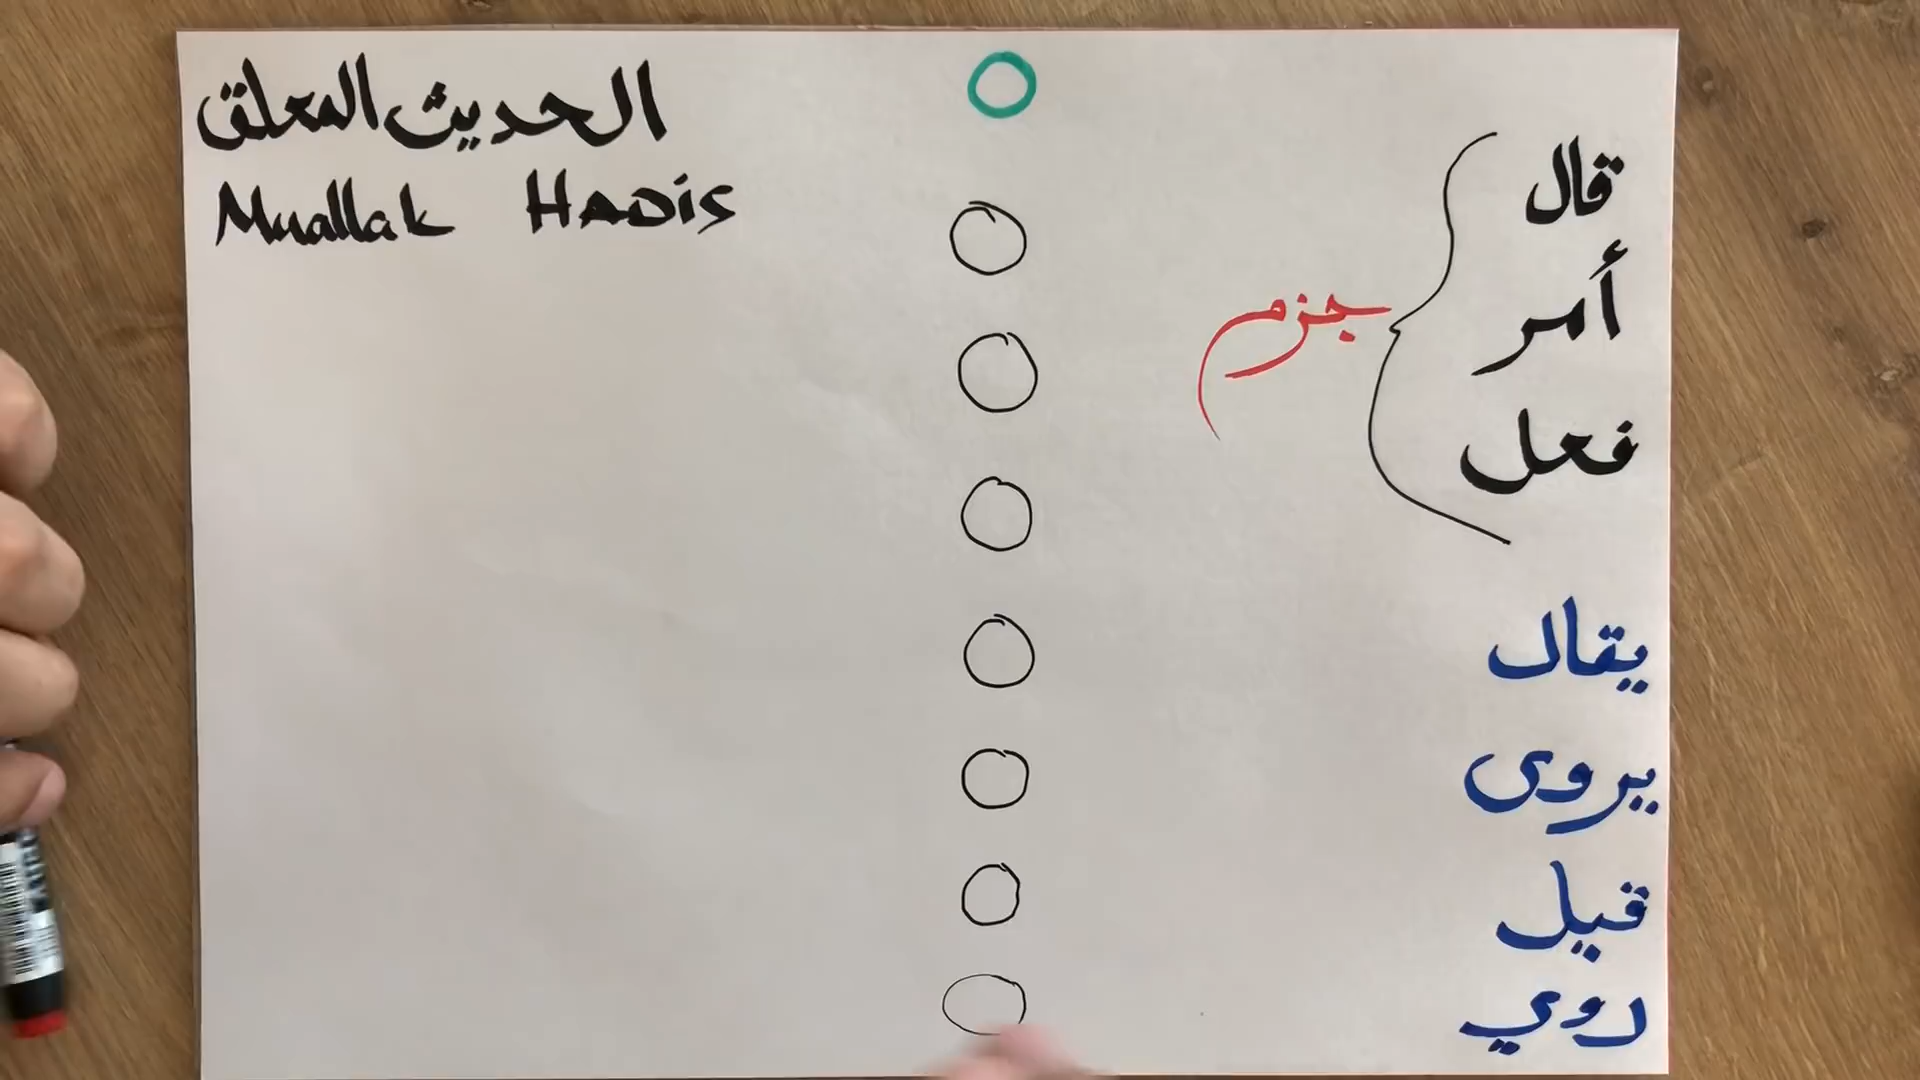 الحديث المعلق
Muallak HADis
قال
أمر
فعل
جزم
يقال
يروى
قيل
روي